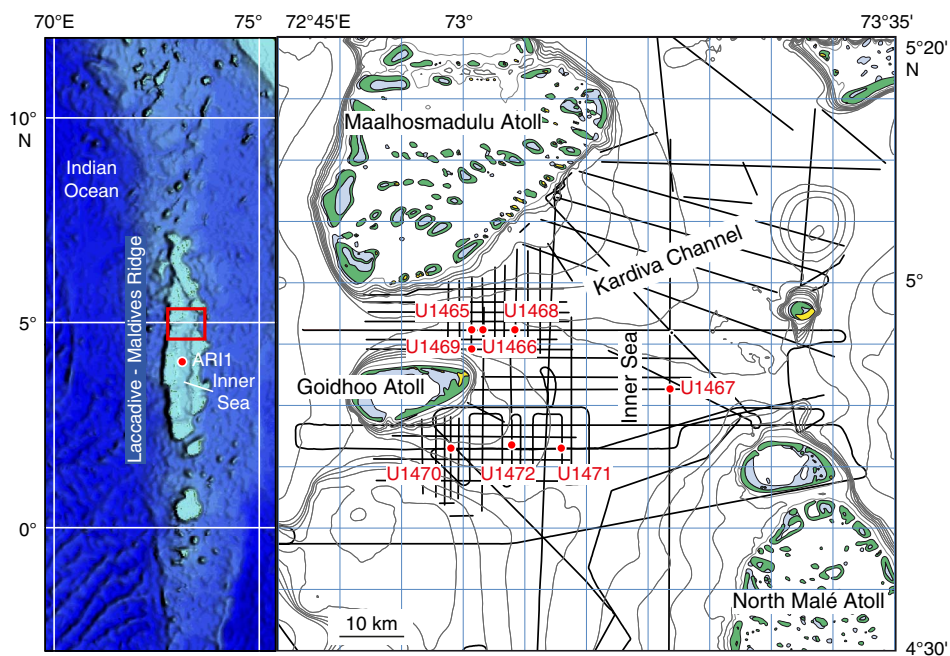 70°E
75°
72°45'E
73°
73°35'
5°20'
N
10°
N
Indian
Ocean
Laccadive - Maldives Ridge
5°
ARI1
Inner
Sea
0°
Maalhosmadulu Atoll
Kardiva Channel
5°
U1465
U1468
U1469
U1466
Inner Sea
Goidhoo Atoll
U1467
U1470
U1472
U1471
North Malé Atoll
10 km
4°30'